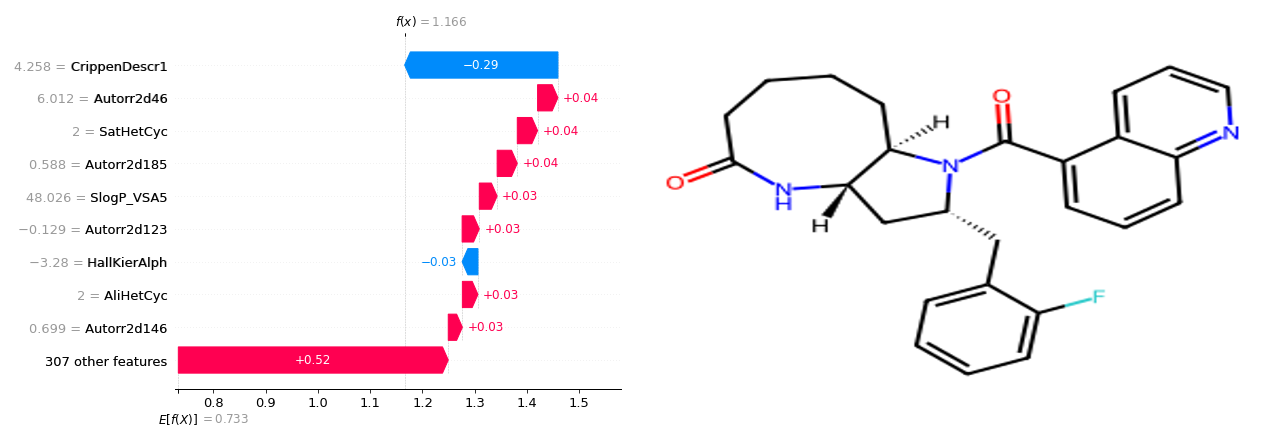 f(x) = 1.166
4.258 = CrippenDescr1
−0.29
6.012 = Autorr2d46
+0.04
2 = SatHetCyc
+0.04
0.588 = Autorr2d185
+0.04
48.026 = SlogP_VSA5
+0.03
−0.129 = Autorr2d123
+0.03
−3.28 = HallKierAlph
−0.03
2 = AliHetCyc
+0.03
0.699 = Autorr2d146
+0.03
307 other features
+0.52
0.8 0.9 1.0 1.1 1.2 1.3 1.4 1.5
E[f(X)] = 0.733
O
H
O
N
N
N
H
H
F